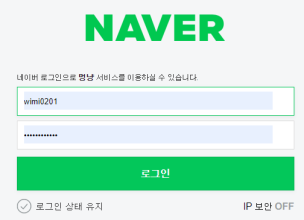 NAVER
네이버 로그인으로 멍냥 서비스를 이용하실 수 있습니다.
wimi0201
••••••••••••
로그인
로그인 상태 유지 IP 보안 OFF